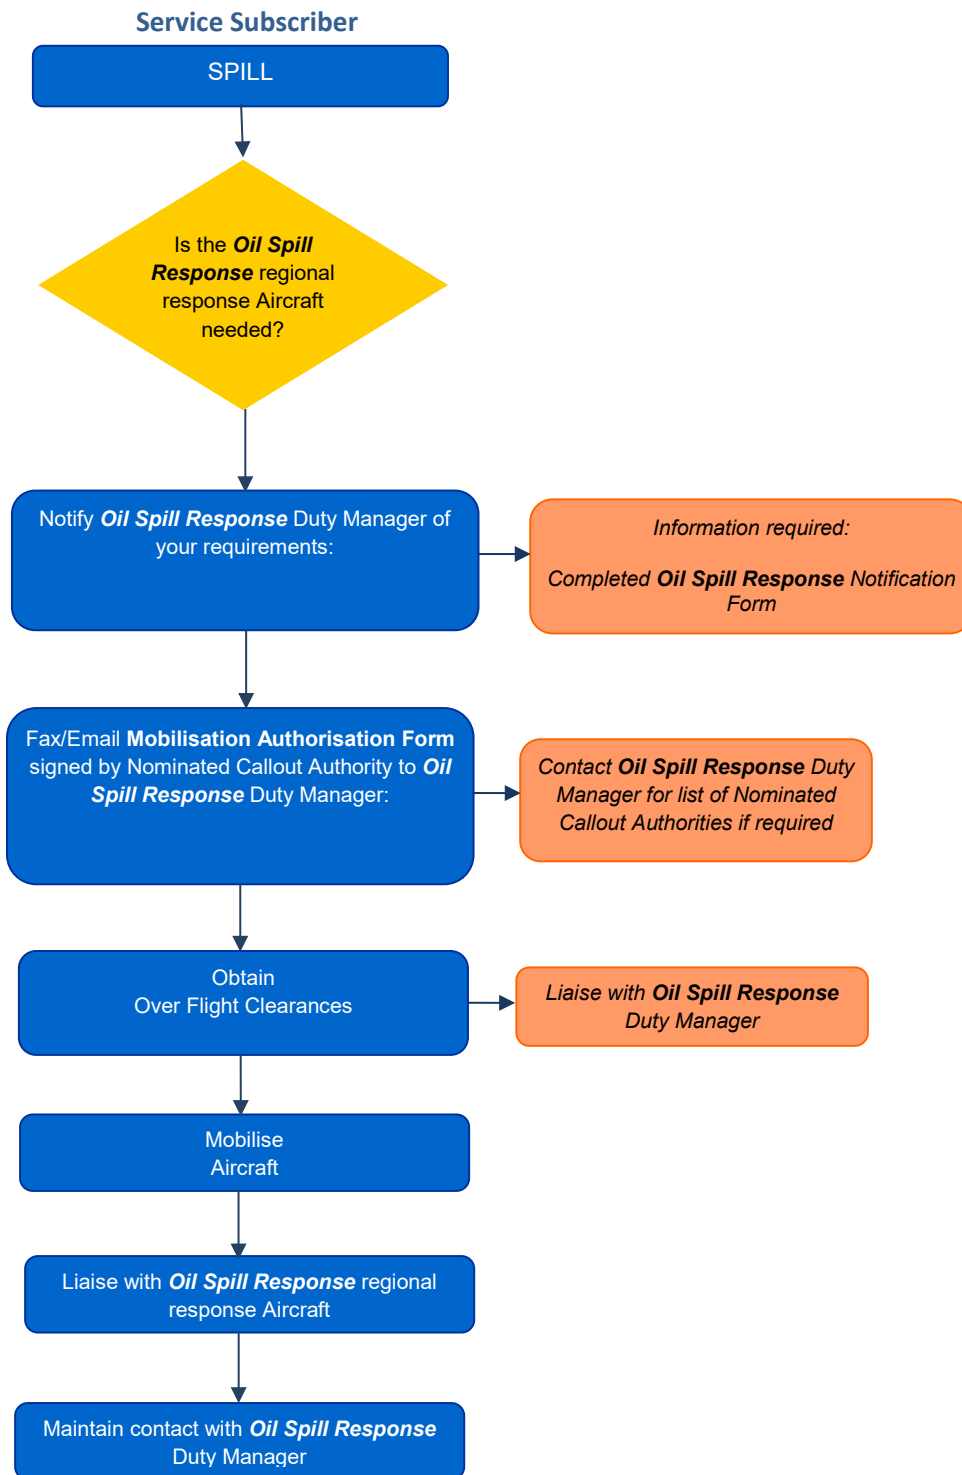 Service Subscriber
SPILL
Is the Oil Spill
Response regional
response Aircraft
needed?
Notify Oil Spill Response Duty Manager of
your requirements:
Information required:
Completed Oil Spill Response Notification
Form
Fax/Email Mobilisation Authorisation Form
signed by Nominated Callout Authority to Oil
Spill Response Duty Manager:
Contact Oil Spill Response Duty
Manager for list of Nominated
Callout Authorities if required
Obtain
Over Flight Clearances
Liaise with Oil Spill Response
Duty Manager
Mobilise
Aircraft
Liaise with Oil Spill Response regional
response Aircraft
Maintain contact with Oil Spill Response
Duty Manager